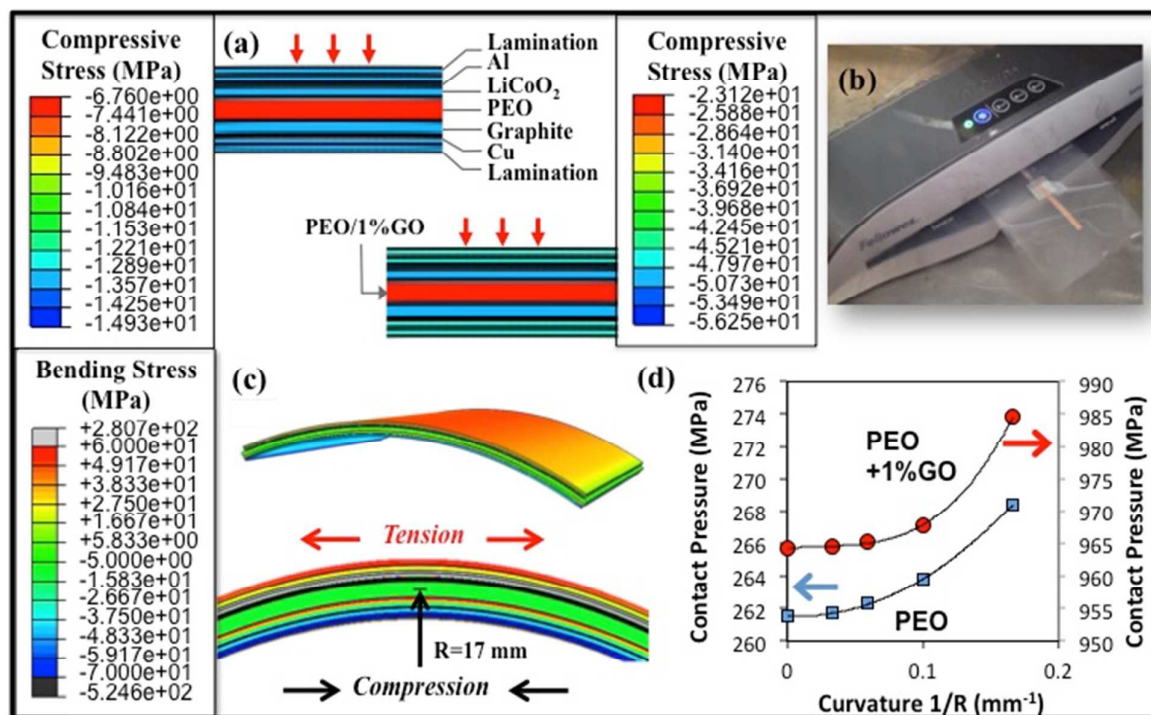 Compressive
Stress (MPa)
-6.760e+00
-7.441e+00
-8.122e+00
-8.802e+00
-9.483e+00
-1.016e+01
-1.084e+01
-1.153e+01
-1.221e+01
-1.289e+01
-1.357e+01
-1.425e+01
-1.493e+01
(a)
Lamination
Al
LiCoO2
PEO
Graphite
Cu
Lamination
PEO/1%GO
Compressive
Stress (MPa)
-2.312e+01
-2.588e+01
-2.864e+01
-3.140e+01
-3.416e+01
-3.692e+01
-3.968e+01
-4.245e+01
-4.521e+01
-4.797e+01
-5.073e+01
-5.349e+01
-5.625e+01
(b)
Fellowes
Bending Stress
(MPa)
+2.807e+02
+6.000e+01
+4.917e+01
+3.833e+01
+2.750e+01
+1.667e+01
+5.833e+00
-5.000e+00
-1.583e+01
-2.667e+01
-3.750e+01
-4.833e+01
-5.917e+01
-7.000e+01
-5.246e+02
(c)
Tension
R=17 mm
Compression
(d)
Contact Pressure (MPa)
276
274
272
270
268
266
264
262
260
PEO
+1%GO
PEO
990
985
980
975
970
965
960
955
950
Contact Pressure (MPa)
0
0.1
0.2
Curvature 1/R (mm⁻¹)